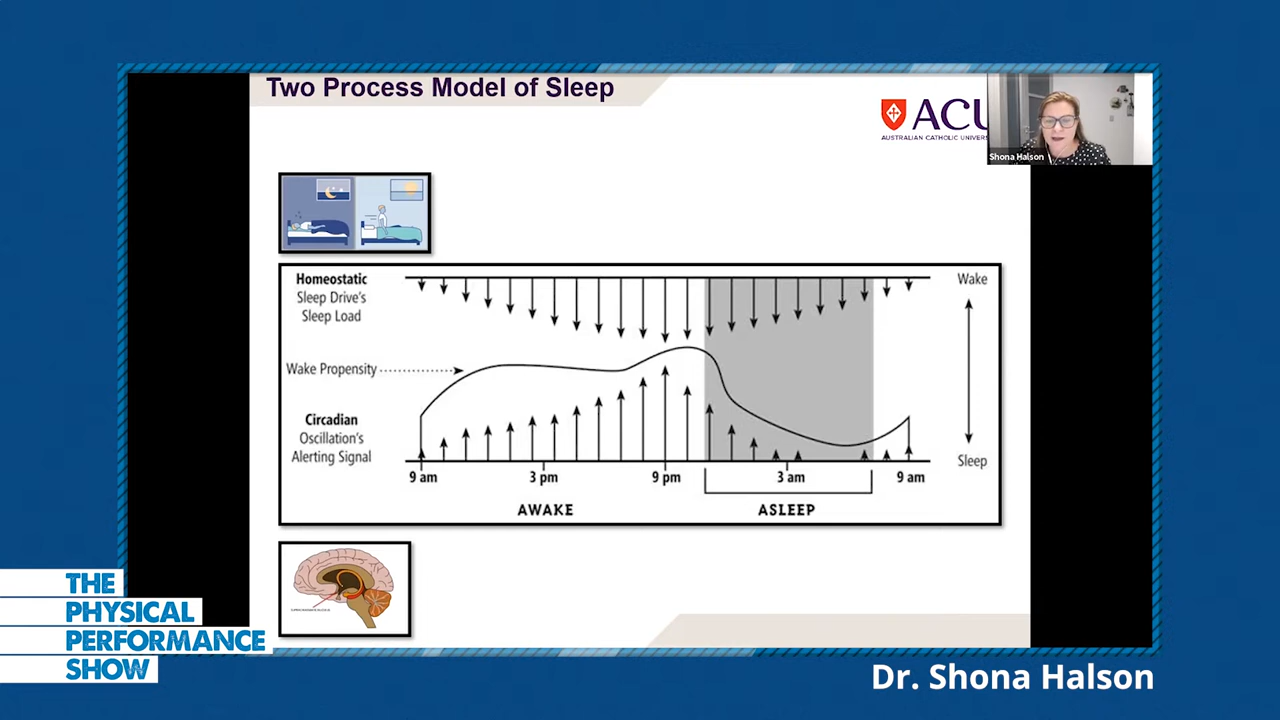 Two Process Model of Sleep
ACU
AUSTRALIAN CATHOLIC
Shona Halson
Homeostatic
Sleep Drive's
Sleep Load
Wake
Wake Propensity
Circadian
Oscillation's
Alerting Signal
Sleep
9 am
3 pm
9 pm
3 am
9 am
AWAKE
ASLEEP
THE
PHYSICAL
PERFORMANCE
SHOW
Dr. Shona Halson